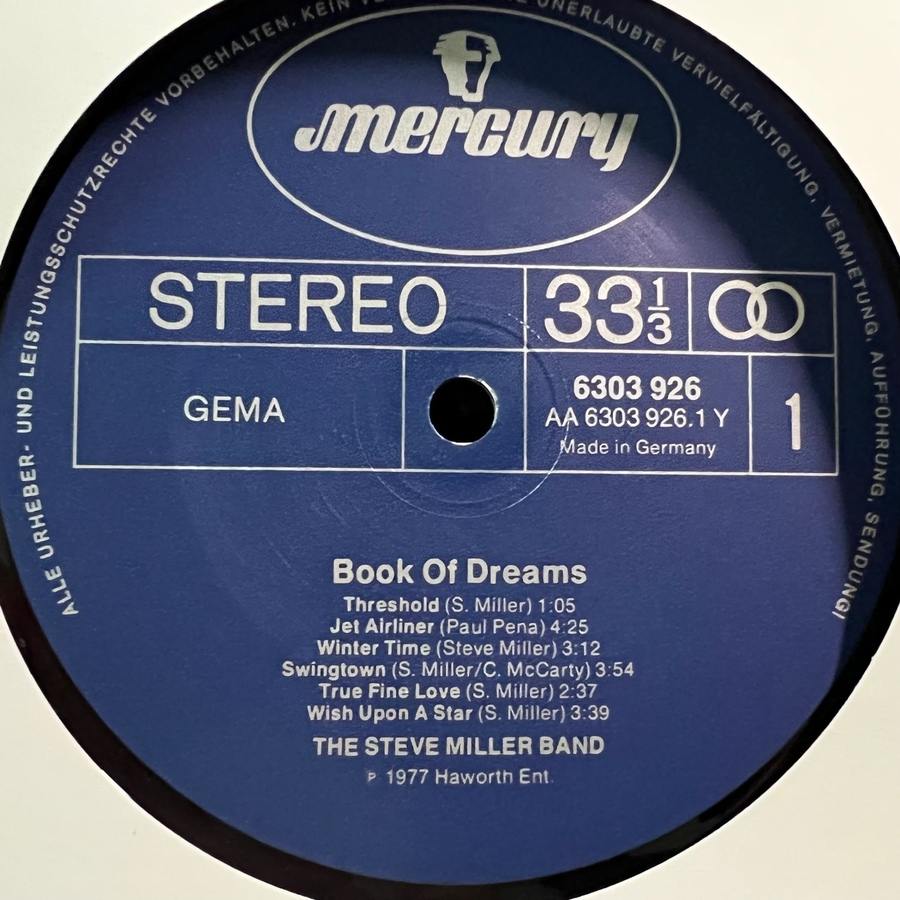 ALLE URHEBER- UND LEISTUNGSSCHUTZRECHTE VORBEHALTEN. KEIN UNERLAUBTE VERVIELFÄLTIGUNG, VERMIETUNG, AUFFÜHRUNG, SENDUNG!
mercury
STEREO
33 1/3
GEMA
6303 926
AA 6303 926.1 Y
Made in Germany
1
Book Of Dreams
Threshold (S. Miller) 1:05
Jet Airliner (Paul Pena) 4:25
Winter Time (Steve Miller) 3:12
Swingtown (S. Miller/C. McCarty) 3:54
True Fine Love (S. Miller) 2:37
Wish Upon A Star (S. Miller) 3:39
THE STEVE MILLER BAND
℗ 1977 Haworth Ent.